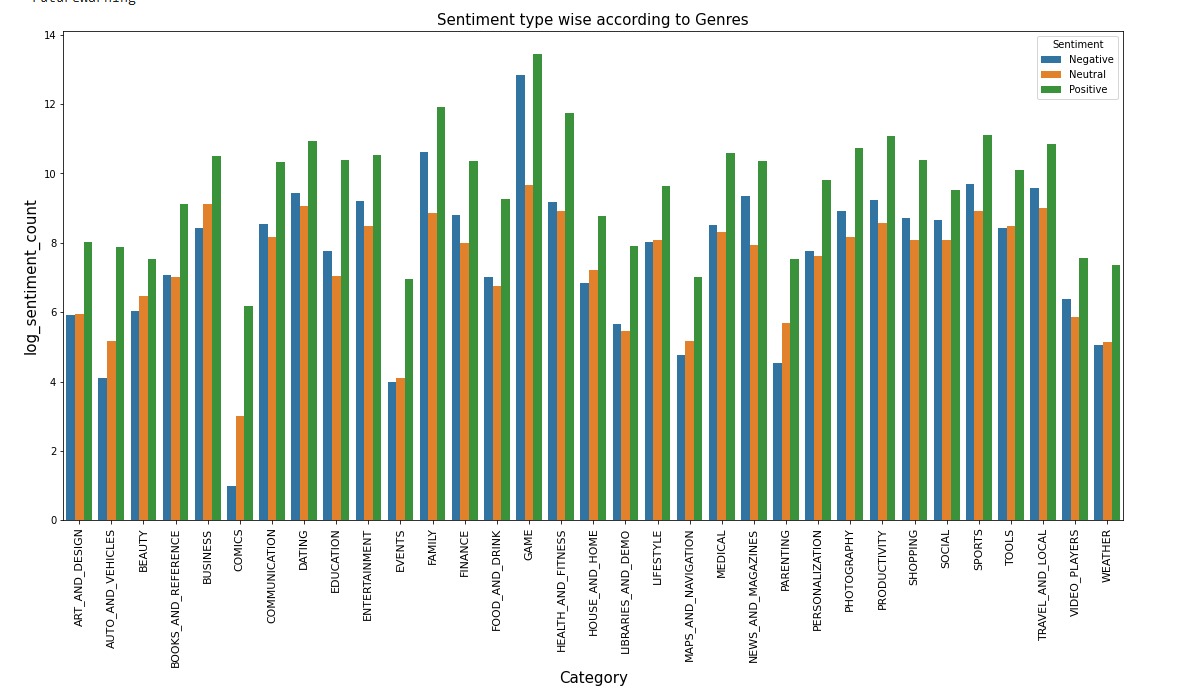 FutureWarning
Sentiment type wise according to Genres
Sentiment
Negative
Neutral
Positive
log_sentiment_count
14
12
10
8
6
4
2
0
ART_AND_DESIGN
AUTO_AND_VEHICLES
BEAUTY
BOOKS_AND_REFERENCE
BUSINESS
COMICS
COMMUNICATION
DATING
EDUCATION
ENTERTAINMENT
EVENTS
FAMILY
FINANCE
FOOD_AND_DRINK
GAME
HEALTH_AND_FITNESS
HOUSE_AND_HOME
LIBRARIES_AND_DEMO
LIFESTYLE
MAPS_AND_NAVIGATION
MEDICAL
NEWS_AND_MAGAZINES
PARENTING
PERSONALIZATION
PHOTOGRAPHY
PRODUCTIVITY
SHOPPING
SOCIAL
SPORTS
TOOLS
TRAVEL_AND_LOCAL
VIDEO_PLAYERS
WEATHER
Category